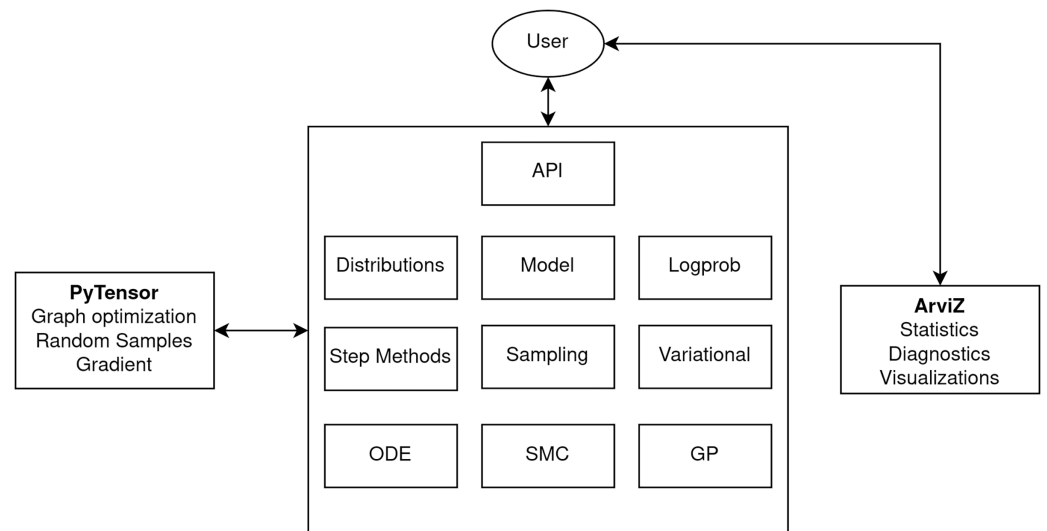 User
API
Distributions
Model
Logprob
PyTensor
Graph optimization
Random Samples
Gradient
Step Methods
Sampling
Variational
ArviZ
Statistics
Diagnostics
Visualizations
ODE
SMC
GP